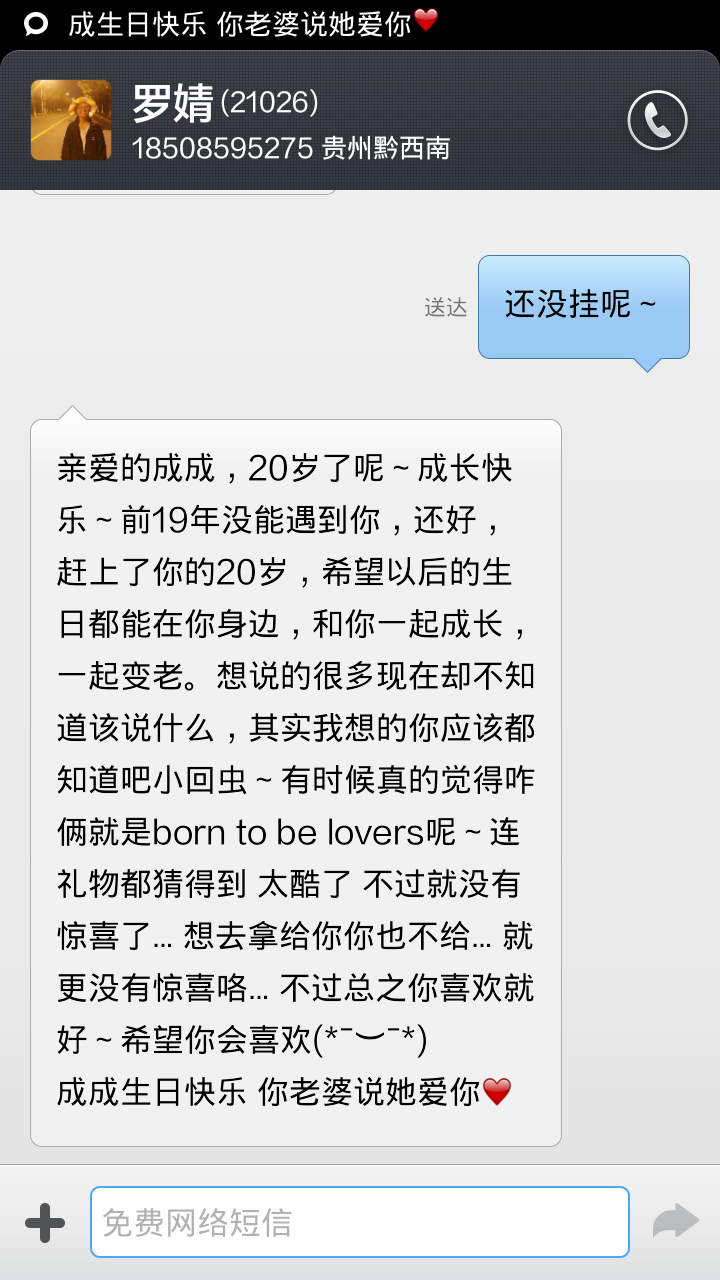 成生日快乐 你老婆说她爱你❤
罗婧(21026)
18508595275 贵州黔西南
送达
还没挂呢～
亲爱的成成，20岁了呢～成长快
乐～前19年没能遇到你，还好，
赶上了你的20岁，希望以后的生
日都能在你身边，和你一起成长，
一起变老。想说的很多现在却不知
道该说什么，其实我想的你应该都
知道吧小回虫～有时候真的觉得咋
俩就是born to be lovers呢～连
礼物都猜得到 太酷了 不过就没有
惊喜了... 想去拿给你你也不给... 就
更没有惊喜咯... 不过总之你喜欢就
好～希望你会喜欢(*¯︶¯*)
成成生日快乐 你老婆说她爱你❤
免费网络短信